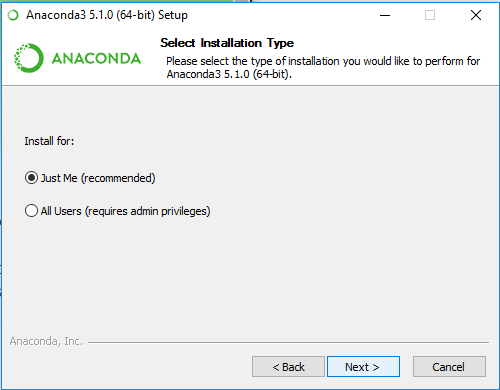 Anaconda3 5.1.0 (64-bit) Setup
ANACONDA
Select Installation Type
Please select the type of installation you would like to perform for
Anaconda3 5.1.0 (64-bit).
Install for:
Just Me (recommended)
All Users (requires admin privileges)
Anaconda, Inc.
< Back
Next >
Cancel